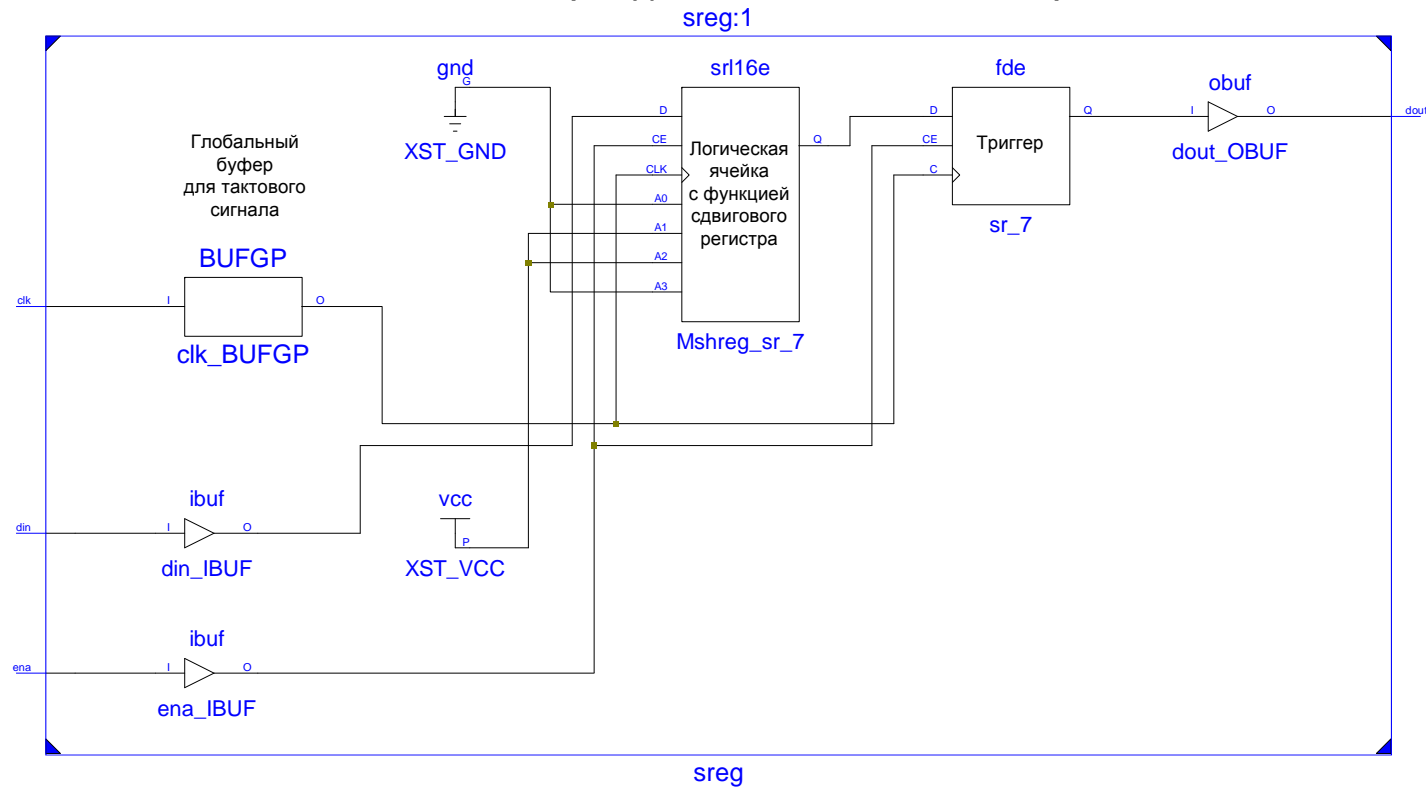 sreg:1
gnd
G
XST_GND
srl16e
D
CE
CLK
A0
A1
A2
A3
Q
Логическая
ячейка
с функцией
сдвигового
регистра
Mshreg_sr_7
fde
D
CE
C
Q
Триггер
sr_7
obuf
I
O
dout_OBUF
dout
Глобальный
буфер
для тактового
сигнала
BUFGP
clk
I
O
clk_BUFGP
ibuf
din
I
O
din_IBUF
vcc
P
XST_VCC
ibuf
ena
I
O
ena_IBUF
sreg